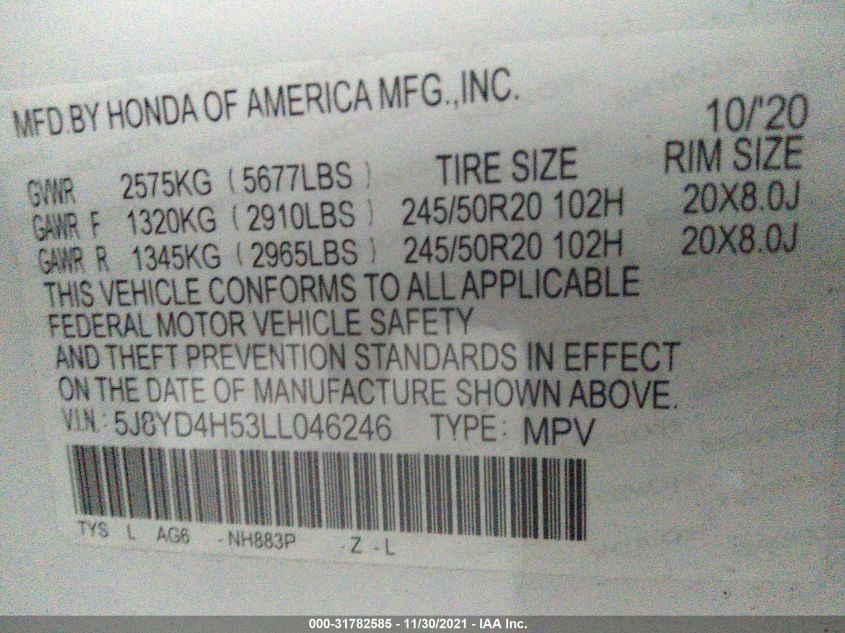 MFD.BY HONDA OF AMERICA MFG.,INC.
10/'20
GVWR 2575KG (5677LBS) TIRE SIZE RIM SIZE
GAWR F 1320KG (2910LBS) 245/50R20 102H 20X8.0J
GAWR R 1345KG (2965LBS) 245/50R20 102H 20X8.0J
THIS VEHICLE CONFORMS TO ALL APPLICABLE
FEDERAL MOTOR VEHICLE SAFETY
AND THEFT PREVENTION STANDARDS IN EFFECT
ON THE DATE OF MANUFACTURE SHOWN ABOVE.
V.I.N.: 5J8YD4H53LL046246 TYPE: MPV
TYS L AG6 -NH883P -Z -L
000-31782585 - 11/30/2021 - IAA Inc.